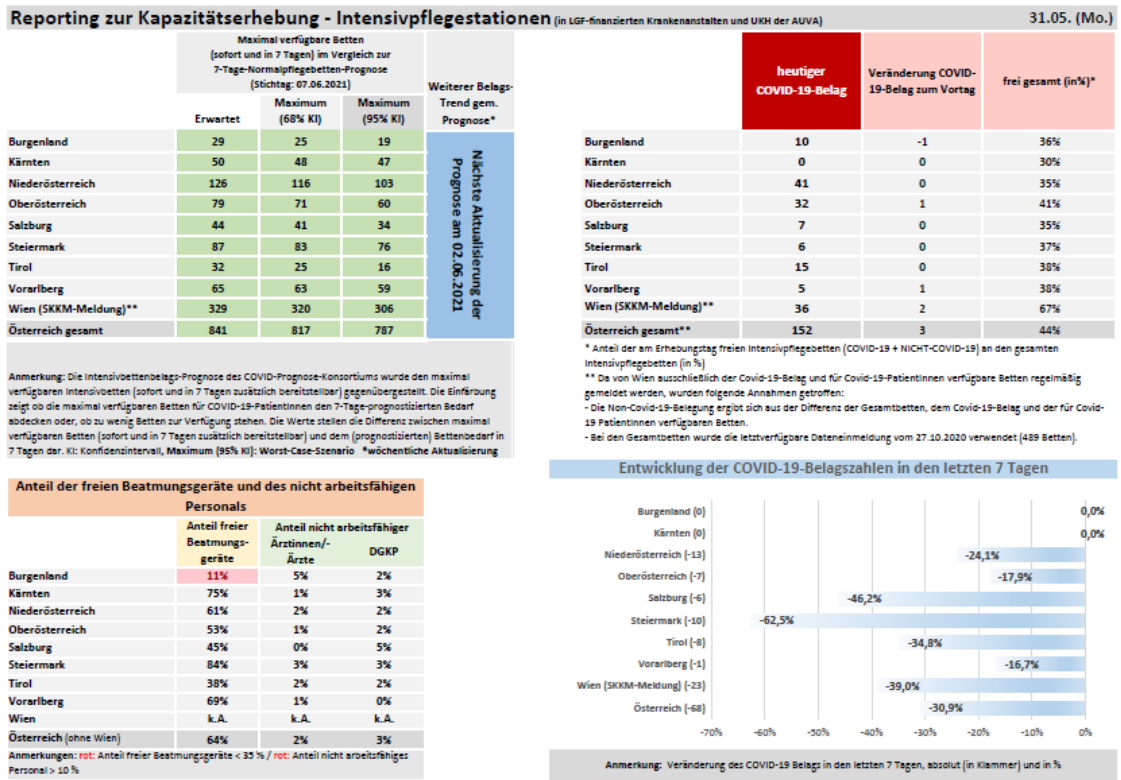 Reporting zur Kapazitätserhebung - Intensivpflegestationen (in LGF-finanzierten Krankenanstalten und UKH der AUVA) 31.05. (Mo.)
Maximal verfügbare Betten
(sofort und in 7 Tagen) im Vergleich zur
7-Tage-Normalpflegebetten-Prognose
(Stichtag: 07.06.2021)
Weiterer Belags-
Trend gem.
Prognose*
Erwartet
Maximum
(68% KI)
Maximum
(95% KI)
Burgenland 29 25 19
Kärnten 50 48 47
Niederösterreich 126 116 103
Oberösterreich 79 71 60
Salzburg 44 41 34
Steiermark 87 83 76
Tirol 32 25 16
Vorarlberg 65 63 59
Wien (SKKM-Meldung)** 329 320 306
Österreich gesamt 841 817 787
Nächste Aktualisierung der
Prognose am 02.06.2021
Anmerkung: Die Intensivbettenbelags-Prognose des COVID-Prognose-Konsortiums wurde den maximal
verfügbaren Intensivbetten (sofort und in 7 Tagen zusätzlich bereitstellbar) gegenübergestellt. Die Einfärbung
zeigt ob die maximal verfügbaren Betten für COVID-19-PatientInnen den 7-Tage-prognostizierten Bedarf
abdecken oder, ob zu wenig Betten zur Verfügung stehen. Die Werte stellen die Differenz zwischen maximal
verfügbaren Betten (sofort und in 7 Tagen zusätzlich bereitstellbar) und dem (prognostizierten) Bettenbedarf in
7 Tagen dar. KI: Konfidenzintervall, Maximum (95% KI): Worst-Case-Szenario *wöchentliche Aktualisierung
heutiger
COVID-19-Belag
Veränderung COVID-
19-Belag zum Vortag
frei gesamt (in%)*
Burgenland 10 -1 36%
Kärnten 0 0 30%
Niederösterreich 41 0 35%
Oberösterreich 32 1 41%
Salzburg 7 0 35%
Steiermark 6 0 37%
Tirol 15 0 38%
Vorarlberg 5 1 38%
Wien (SKKM-Meldung)** 36 2 67%
Österreich gesamt** 152 3 44%
* Anteil der am Erhebungstag freien Intensivpflegebetten (COVID-19 + NICHT-COVID-19) an den gesamten
Intensivpflegebetten (in %)
** Da von Wien ausschließlich der Covid-19-Belag und für Covid-19-PatientInnen verfügbare Betten regelmäßig
gemeldet werden, wurden folgende Annahmen getroffen:
- Die Non-Covid-19-Belegung ergibt sich aus der Differenz der Gesamtbetten, dem Covid-19-Belag und der für Covid-
19 PatientInnen verfügbaren Betten.
- Bei den Gesamtbetten wurde die letztverfügbare Dateneinmeldung vom 27.10.2020 verwendet (489 Betten).
Anteil der freien Beatmungsgeräte und des nicht arbeitsfähigen
Personals
Anteil freier
Beatmungs-
geräte
Anteil nicht arbeitsfähiger
Ärztinnen/-
Ärzte
DGKP
Burgenland 11% 5% 2%
Kärnten 75% 1% 3%
Niederösterreich 61% 2% 2%
Oberösterreich 53% 1% 2%
Salzburg 45% 0% 5%
Steiermark 84% 3% 3%
Tirol 38% 2% 2%
Vorarlberg 69% 1% 0%
Wien k.A. k.A. k.A.
Österreich (ohne Wien) 64% 2% 3%
Anmerkungen: rot: Anteil freier Beatmungsgeräte < 35 % / rot: Anteil nicht arbeitsfähiges
Personal > 10 %
Entwicklung der COVID-19-Belagszahlen in den letzten 7 Tagen
Burgenland (0) 0,0%
Kärnten (0) 0,0%
Niederösterreich (-13) -24,1%
Oberösterreich (-7) -17,9%
Salzburg (-6) -46,2%
Steiermark (-10) -62,5%
Tirol (-8) -34,8%
Vorarlberg (-1) -16,7%
Wien (SKKM-Meldung) (-23) -39,0%
Österreich (-68) -30,9%
-70% -60% -50% -40% -30% -20% -10% 0%
Anmerkung: Veränderung des COVID-19 Belags in den letzten 7 Tagen, absolut (in Klammer) und in %